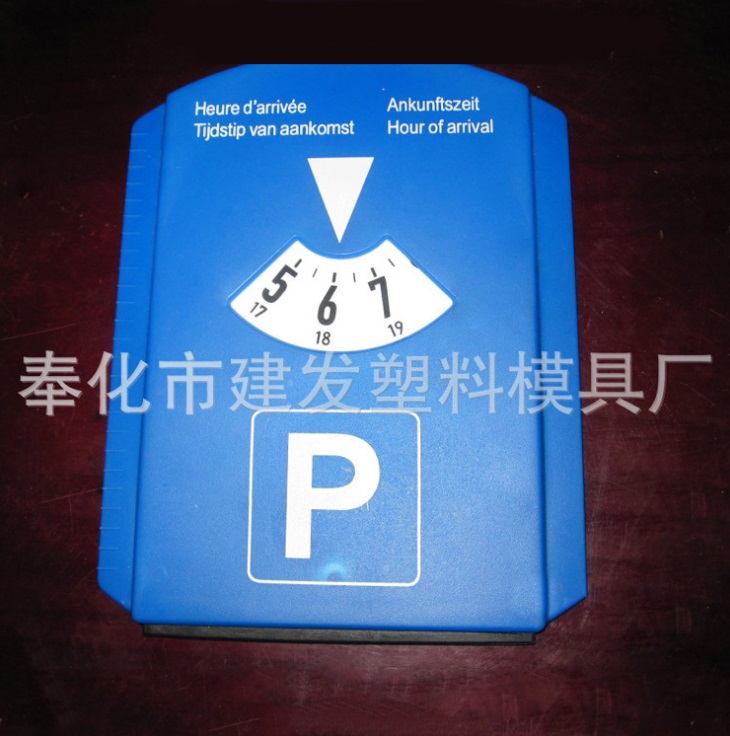 Heure d'arrivée
Tijdstip van aankomst
Ankunftszeit
Hour of arrival
5 6 7
17 18 19
奉化市建发塑料模具厂
P